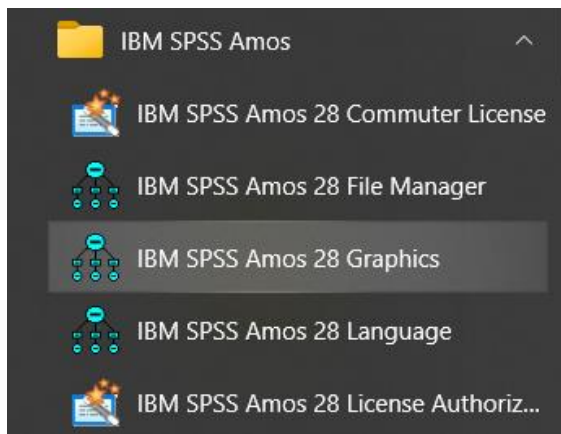 IBM SPSS Amos
IBM SPSS Amos 28 Commuter License
IBM SPSS Amos 28 File Manager
IBM SPSS Amos 28 Graphics
IBM SPSS Amos 28 Language
IBM SPSS Amos 28 License Authoriz...